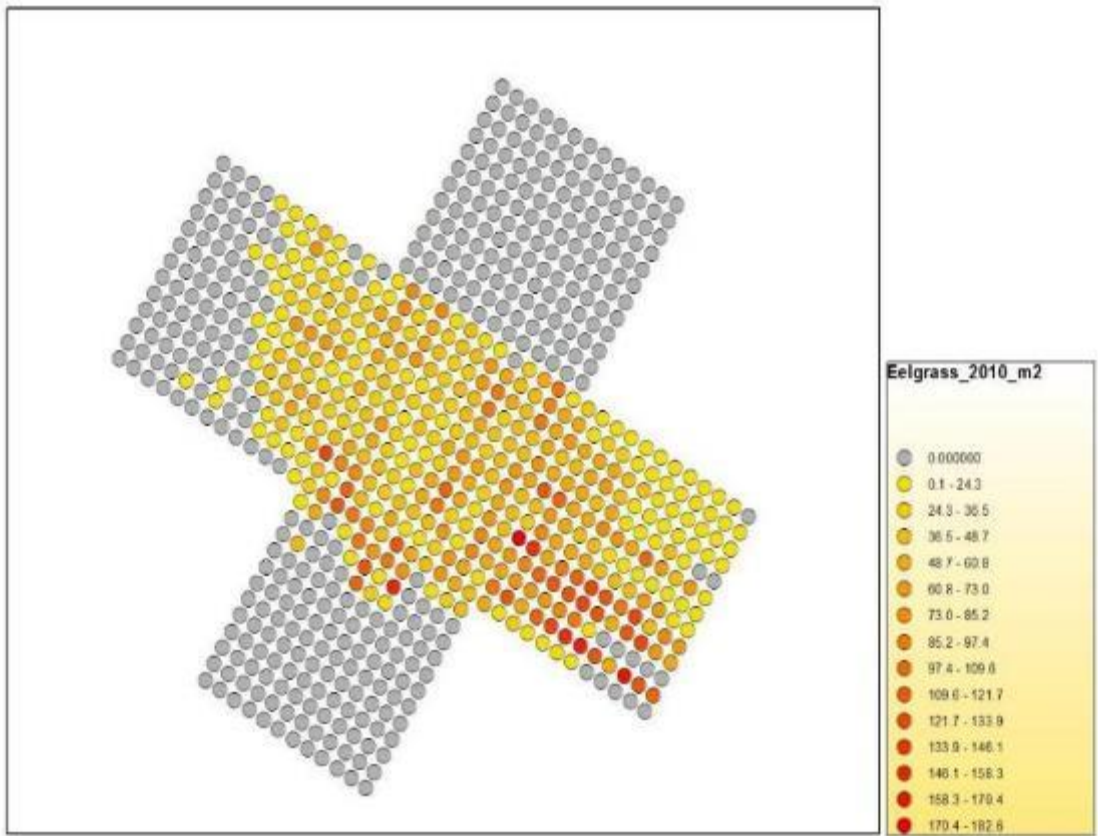 Eelgrass_2010_m2
0.000000
0.1 - 24.3
24.3 - 36.5
36.5 - 48.7
48.7 - 60.8
60.8 - 73.0
73.0 - 85.2
85.2 - 97.4
97.4 - 109.6
109.6 - 121.7
121.7 - 133.9
133.9 - 146.1
146.1 - 158.3
158.3 - 170.4
170.4 - 182.6